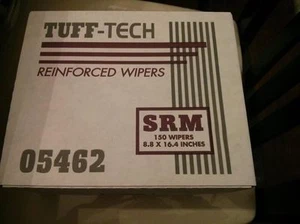 TUFF-TECH
REINFORCED WIPERS
SRM
150 WIPERS
8.8 X 16.4 INCHES
05462